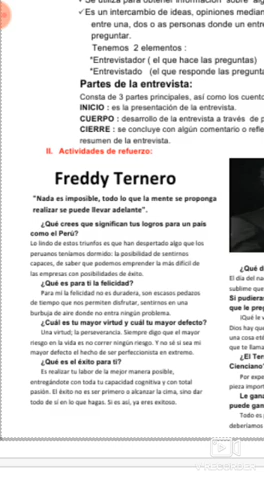 ✓Es un intercambio de ideas, opiniones median
entre una, dos o as personas donde un entre
preguntar.
Tenemos 2 elementos :
*Entrevistador ( el que hace las preguntas)
*Entrevistado (el que responde las pregunta
Partes de la entrevista:
Consta de 3 partes principales, así como los cuento
INICIO : es la presentación de la entrevista.
CUERPO : desarrollo de la entrevista a través de p
CIERRE : se concluye con algún comentario o refle
resumen de la entrevista.
II. Actividades de refuerzo:
Freddy Ternero
"Nada es imposible, todo lo que la mente se proponga
realizar se puede llevar adelante".
¿Qué crees que significan tus logros para un país
como el Perú?
Lo lindo de estos triunfos es que han despertado algo que los
peruanos teníamos dormido: la posibilidad de sentirnos
capaces, de saber que podemos emprender la más difícil de
las empresas con posibilidades de éxito.
¿Qué es para ti la felicidad?
Para mí la felicidad no es duradera, son escasos pedazos
de tiempo que nos permiten disfrutar, sentirnos en una
burbuja de aire donde no entra ningún problema.
¿Cuál es tu mayor virtud y cuál tu mayor defecto?
Una virtud; la perseverancia. Siempre digo que el mayor
riesgo en la vida es no correr ningún riesgo. Y no sé si sea mi
mayor defecto el hecho de ser perfeccionista en extremo.
¿Qué es el éxito para ti?
Es realizar tu labor de la mejor manera posible,
entregándote con toda tu capacidad cognitiva y con total
pasión. El éxito no es ser primero o alcanzar la cima, sino dar
todo de sí en lo que hagas. Si es así, ya eres exitoso.
¿Qué d
El día del na
sublime que
Si pudiera
que le preg
¡Qué le v
Dios hay que
una cosa est
que te llama
¿El Ter
Cienciano
Por expe
pieza import
Le gana
puede gan
Todo es
deberíamos